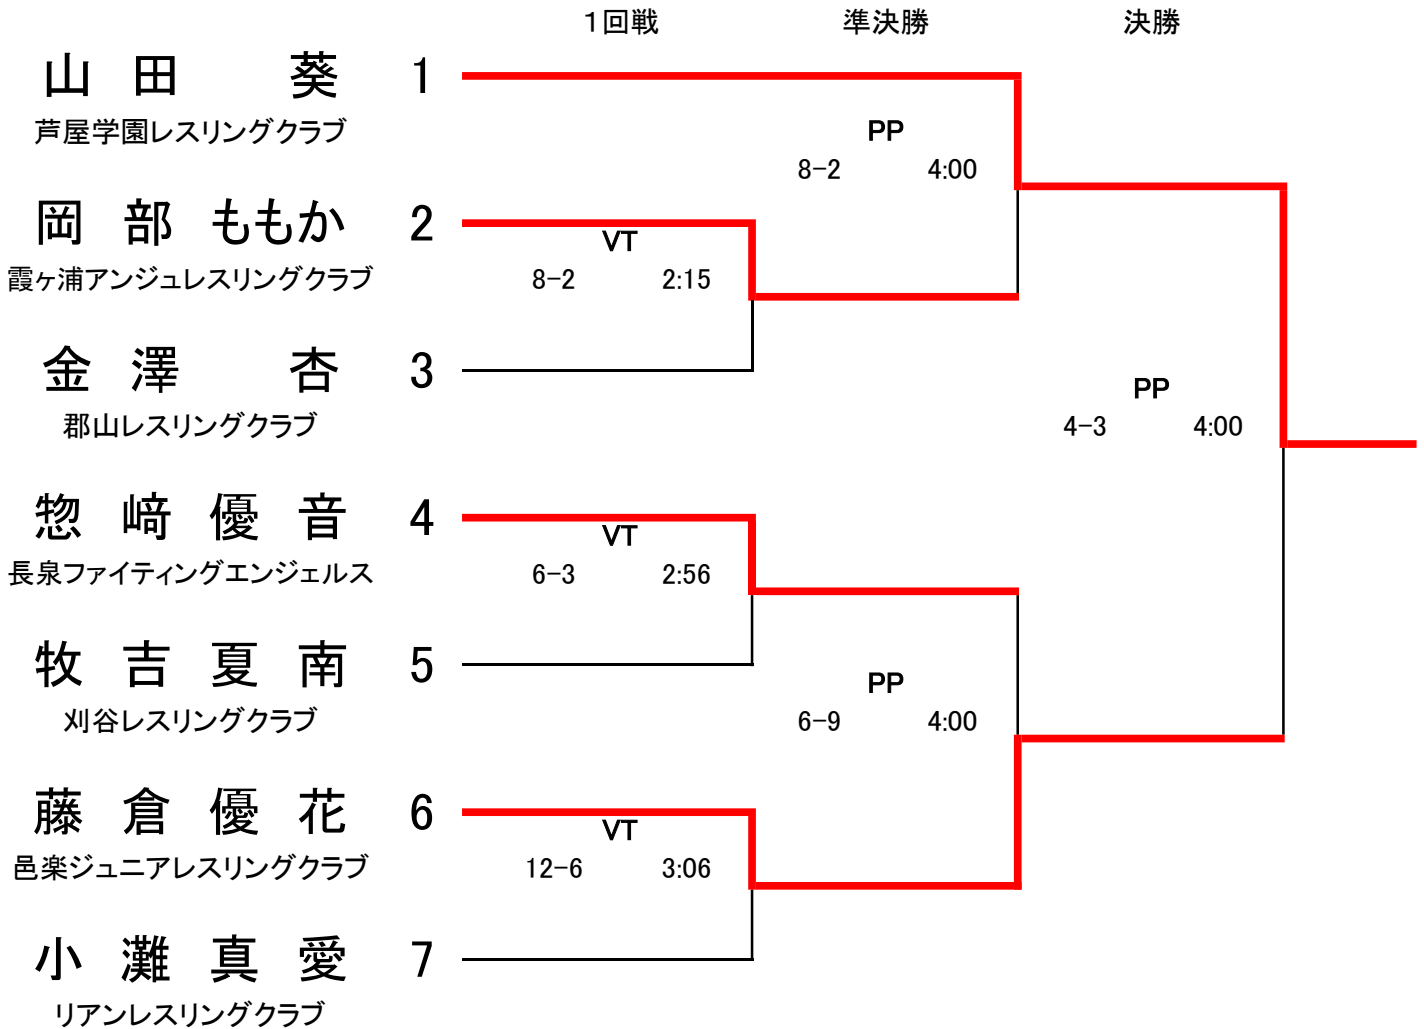 １回戦 準決勝 決勝
山 田 葵 1
芦屋学園レスリングクラブ
PP
8-2 4:00
岡 部 ももか 2
VT
霞ヶ浦アンジュレスリングクラブ 8-2 2:15
金 澤 杏 3
郡山レスリングクラブ
PP
4-3 4:00
惣 﨑 優 音 4
VT
長泉ファイティングエンジェルス 6-3 2:56
牧 吉 夏 南 5
刈谷レスリングクラブ
PP
6-9 4:00
藤 倉 優 花 6
VT
邑楽ジュニアレスリングクラブ 12-6 3:06
小 灘 真 愛 7
リアンレスリングクラブ